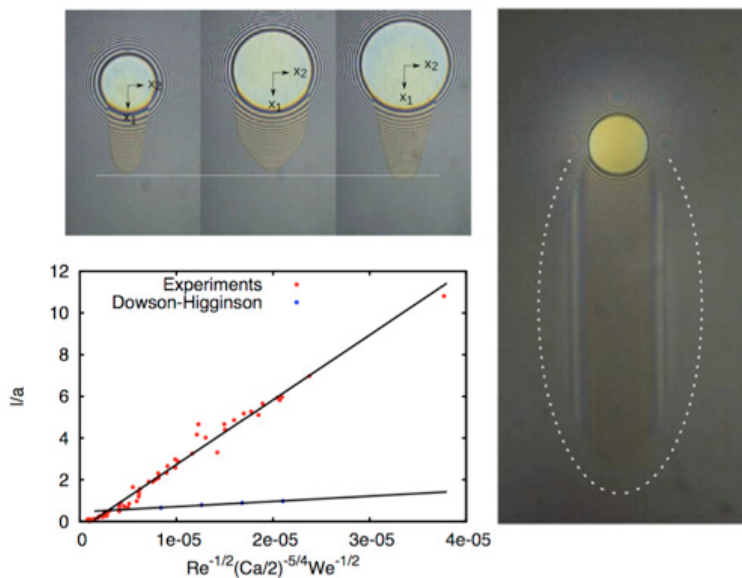 x₂ x₂ x₂
x₁ x₁ x₁
12
10
8
6
4
2
0
l/a
Experiments
Dowson-Higginson
0 1e-05 2e-05 3e-05 4e-05
Re⁻¹/²(Ca/2)⁻⁵/⁴We⁻¹/²